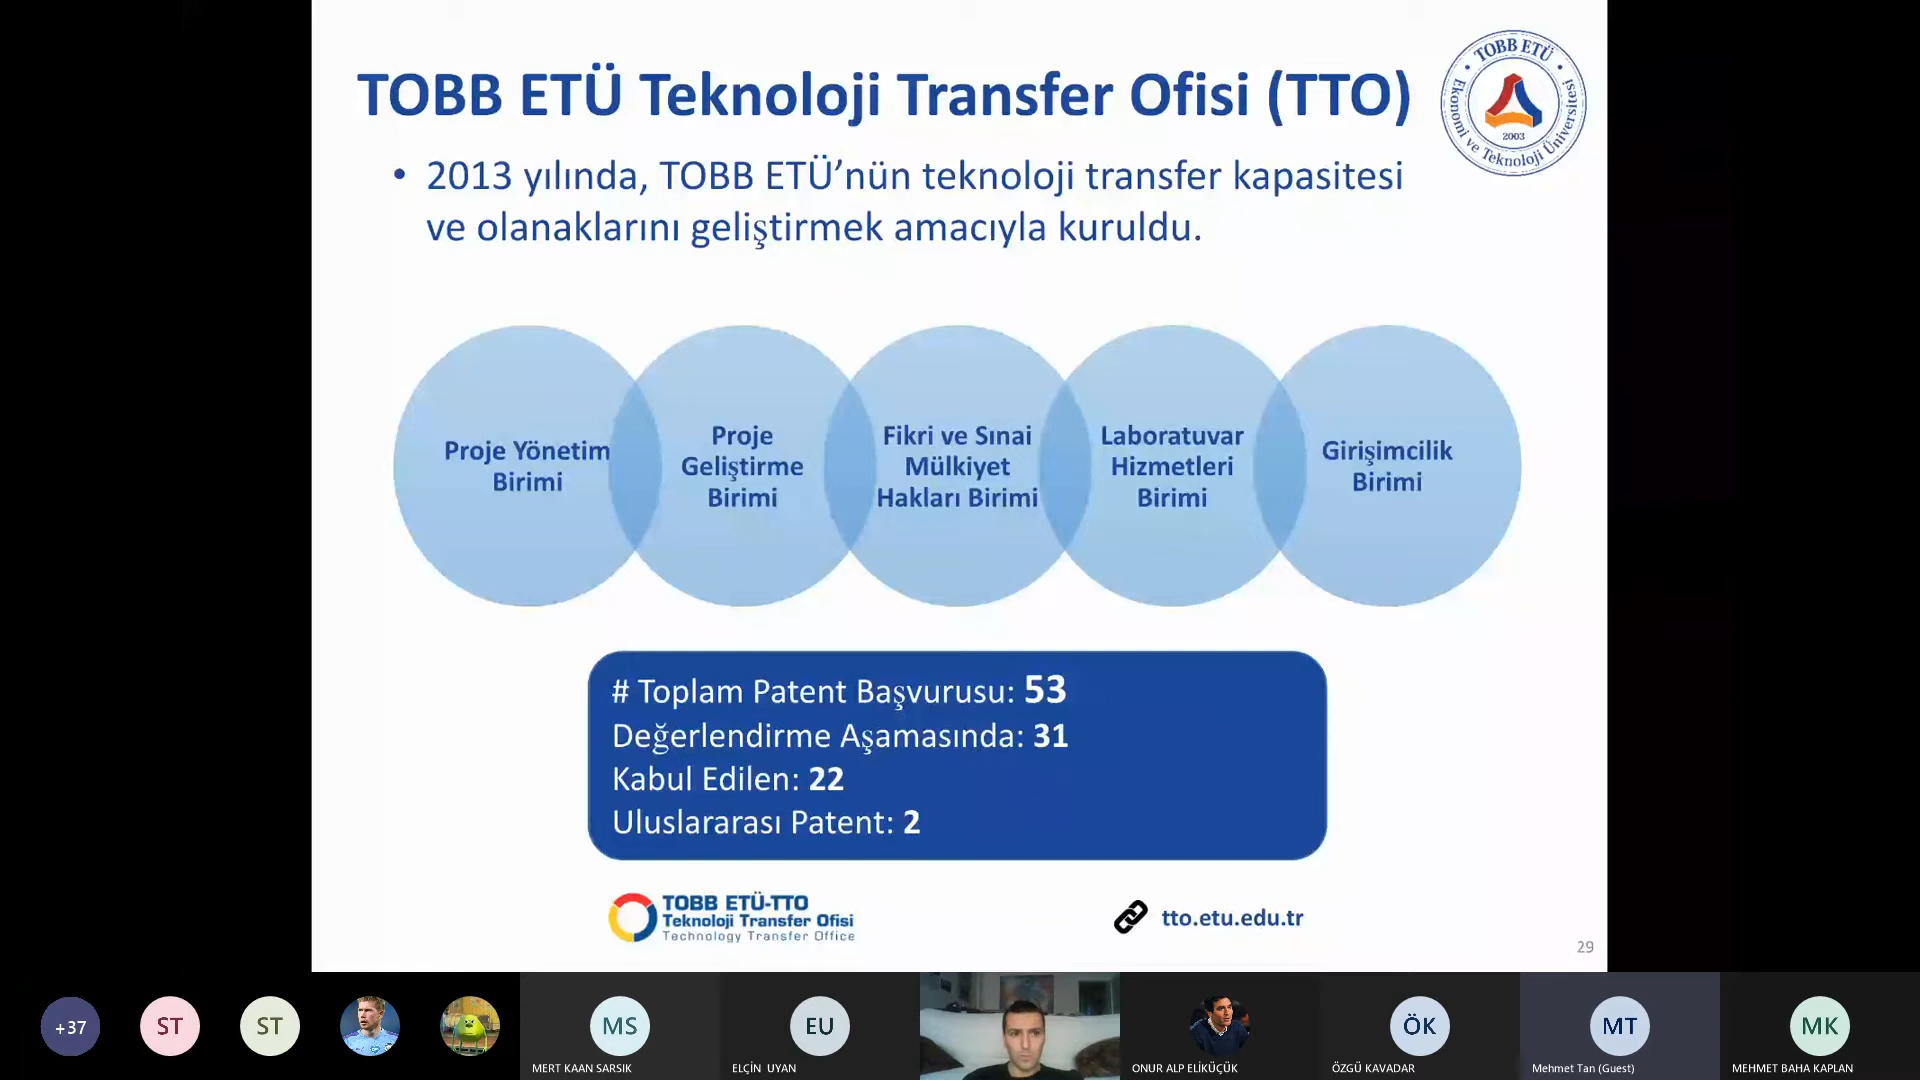 TOBB ETÜ Teknoloji Transfer Ofisi (TTO)
TOBB ETÜ
Ekonomi ve Teknoloji Üniversitesi
2003
• 2013 yılında, TOBB ETÜ’nün teknoloji transfer kapasitesi
ve olanaklarını geliştirmek amacıyla kuruldu.
Proje Yönetim
Birimi
Proje
Geliştirme
Birimi
Fikri ve Sınai
Mülkiyet
Hakları Birimi
Laboratuvar
Hizmetleri
Birimi
Girişimcilik
Birimi
# Toplam Patent Başvurusu: 53
Değerlendirme Aşamasında: 31
Kabul Edilen: 22
Uluslararası Patent: 2
TOBB ETÜ-TTO
Teknoloji Transfer Ofisi
Technology Transfer Office
tto.etu.edu.tr
29
+37
ST
ST
MS
MERT KAAN SARSIK
EU
ELÇİN UYAN
ONUR ALP ELİKÜÇÜK
ÖK
ÖZGÜ KAVADAR
MT
Mehmet Tan (Guest)
MK
MEHMET BAHA KAPLAN